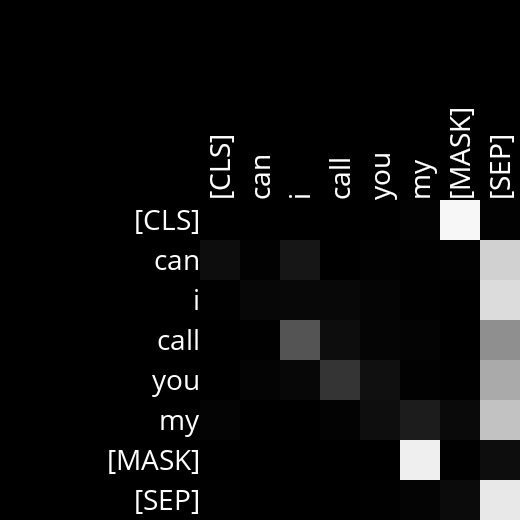 [CLS] can i call you my [MASK] [SEP]
[CLS]
can
i
call
you
my
[MASK]
[SEP]